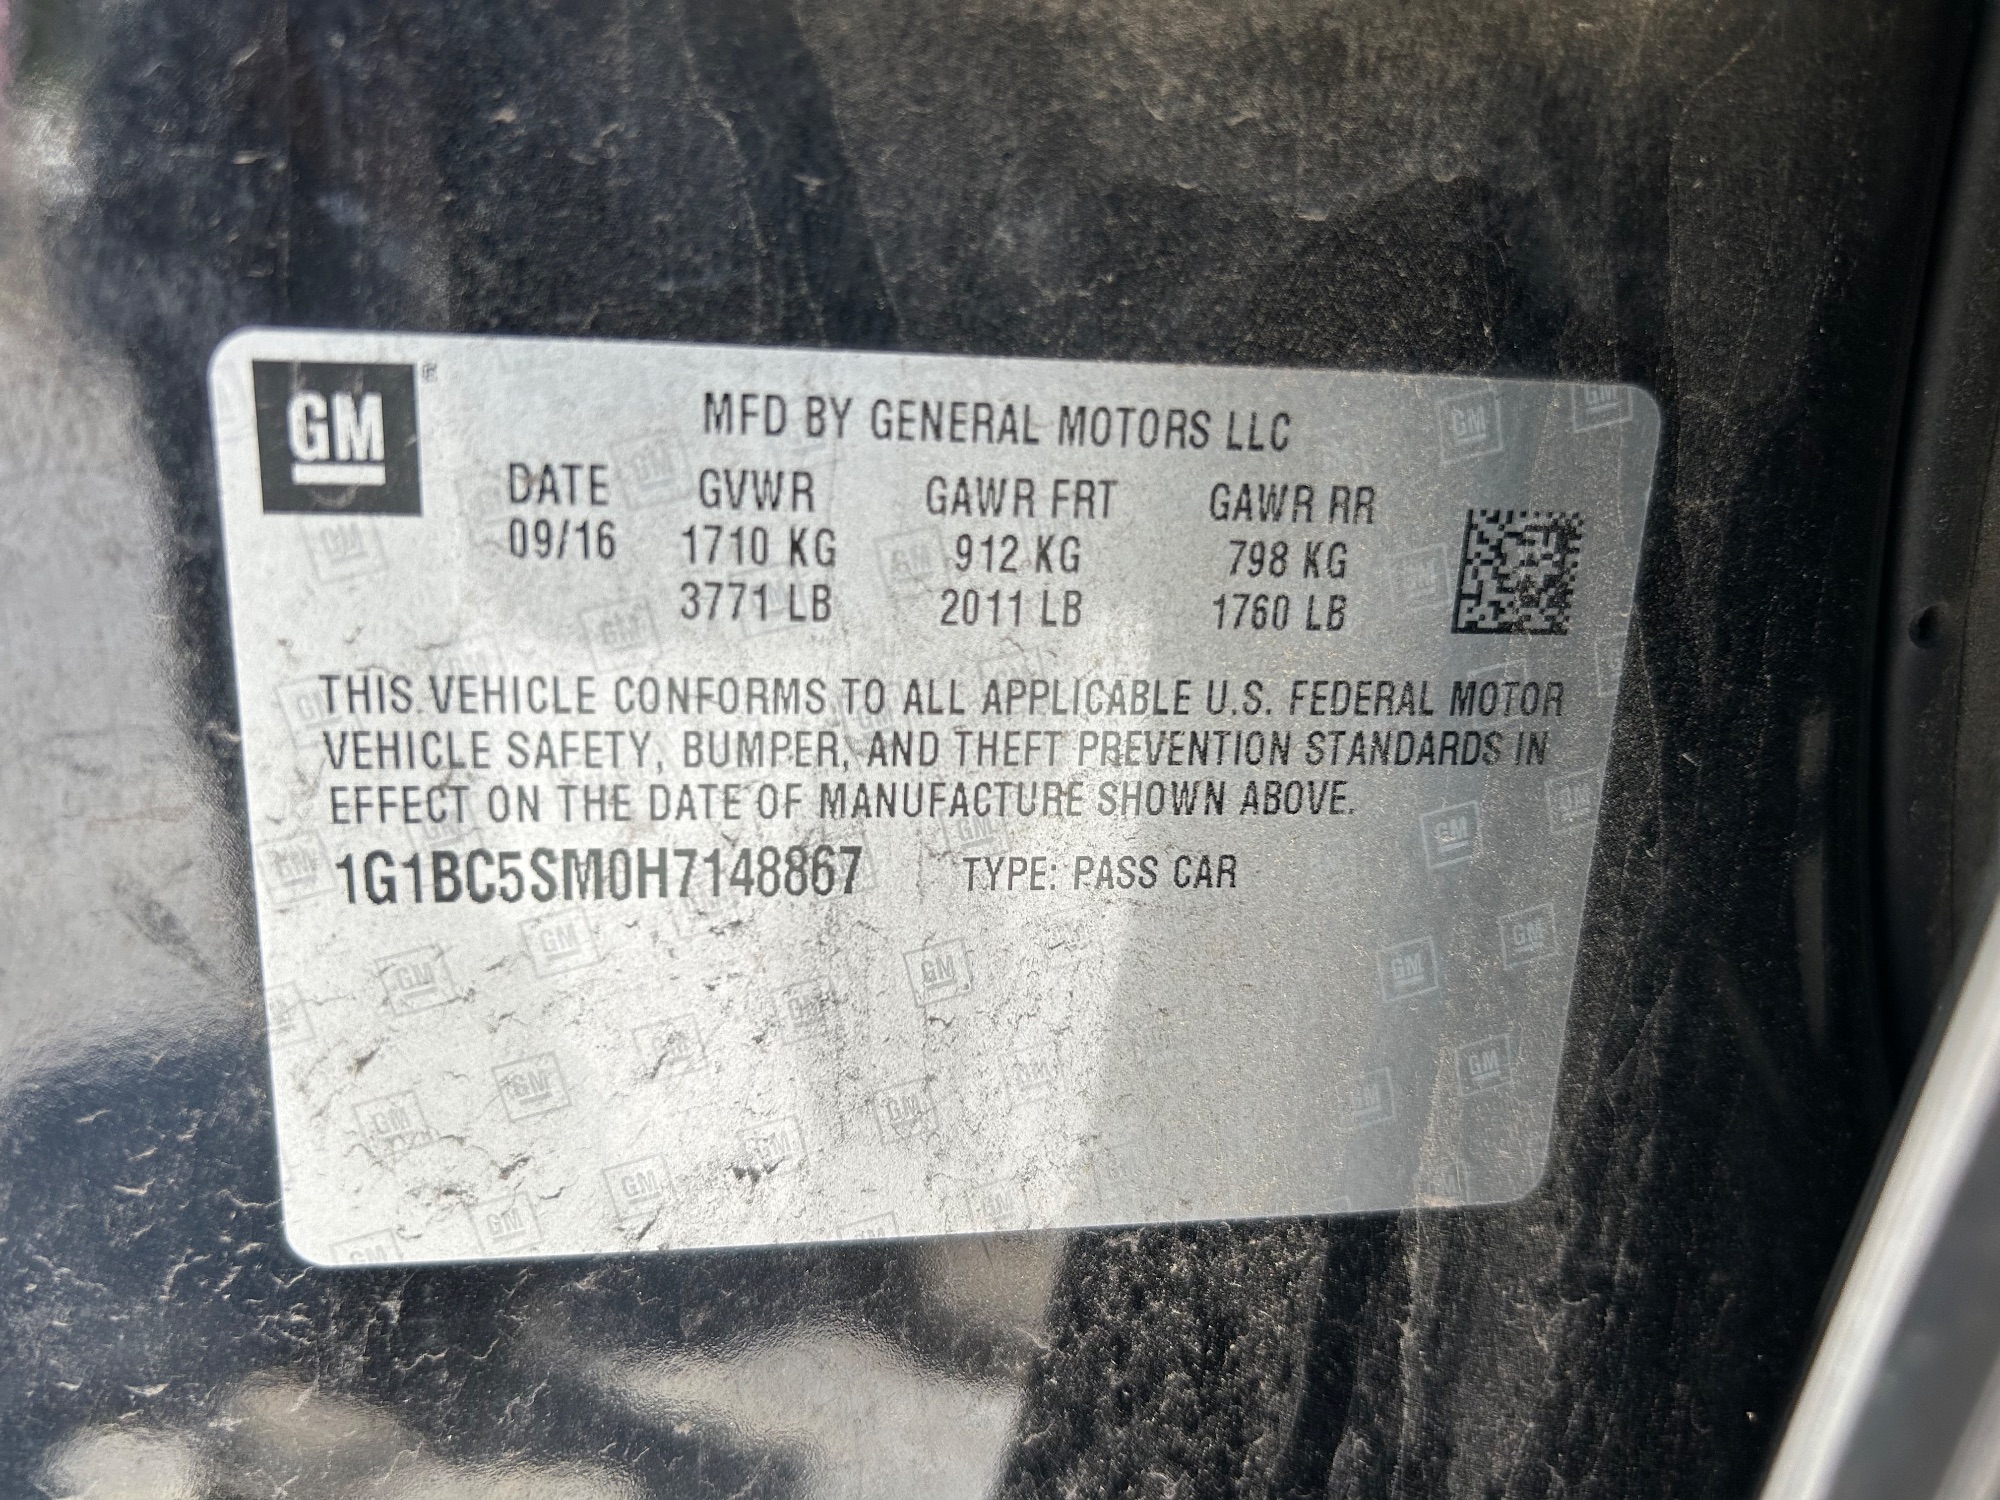 GM
MFD BY GENERAL MOTORS LLC
DATE GVWR GAWR FRT GAWR RR
09/16 1710 KG 912 KG 798 KG
3771 LB 2011 LB 1760 LB
THIS VEHICLE CONFORMS TO ALL APPLICABLE U.S. FEDERAL MOTOR
VEHICLE SAFETY, BUMPER, AND THEFT PREVENTION STANDARDS IN
EFFECT ON THE DATE OF MANUFACTURE SHOWN ABOVE.
1G1BC5SM0H7148867 TYPE: PASS CAR